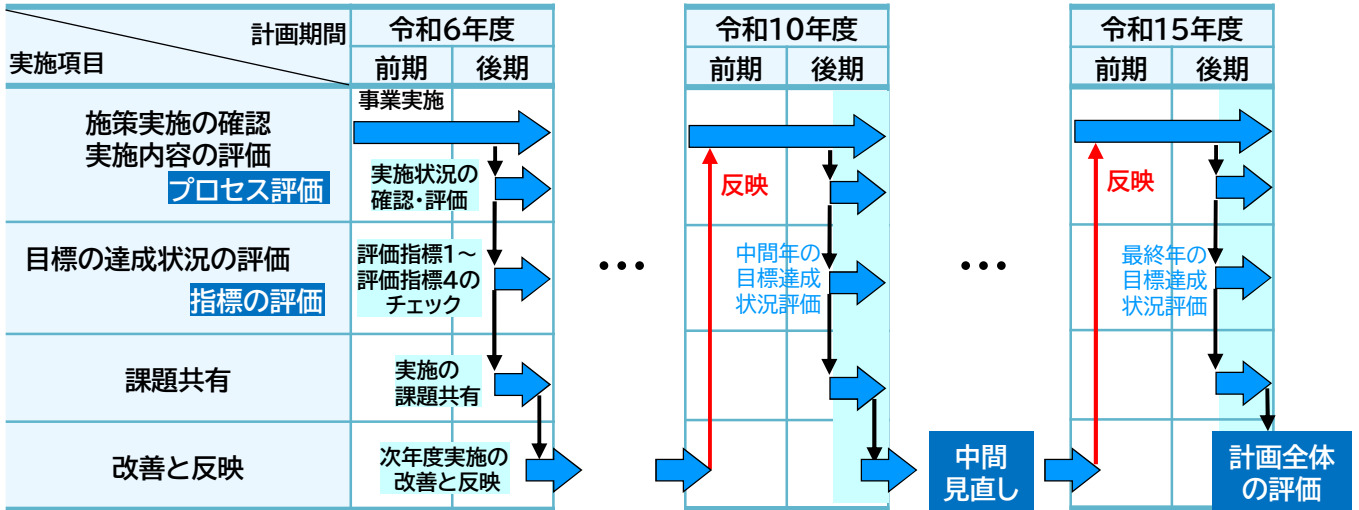 計画期間
実施項目
令和6年度
令和10年度
令和15年度
前期
後期
前期
後期
前期
後期
施策実施の確認
実施内容の評価
プロセス評価
事業実施
実施状況の
確認・評価
反映
反映
目標の達成状況の評価
指標の評価
評価指標1～
評価指標4の
チェック
…
中間年の
目標達成
状況評価
…
最終年の
目標達成
状況評価
課題共有
実施の
課題共有
改善と反映
次年度実施の
改善と反映
中間
見直し
計画全体
の評価